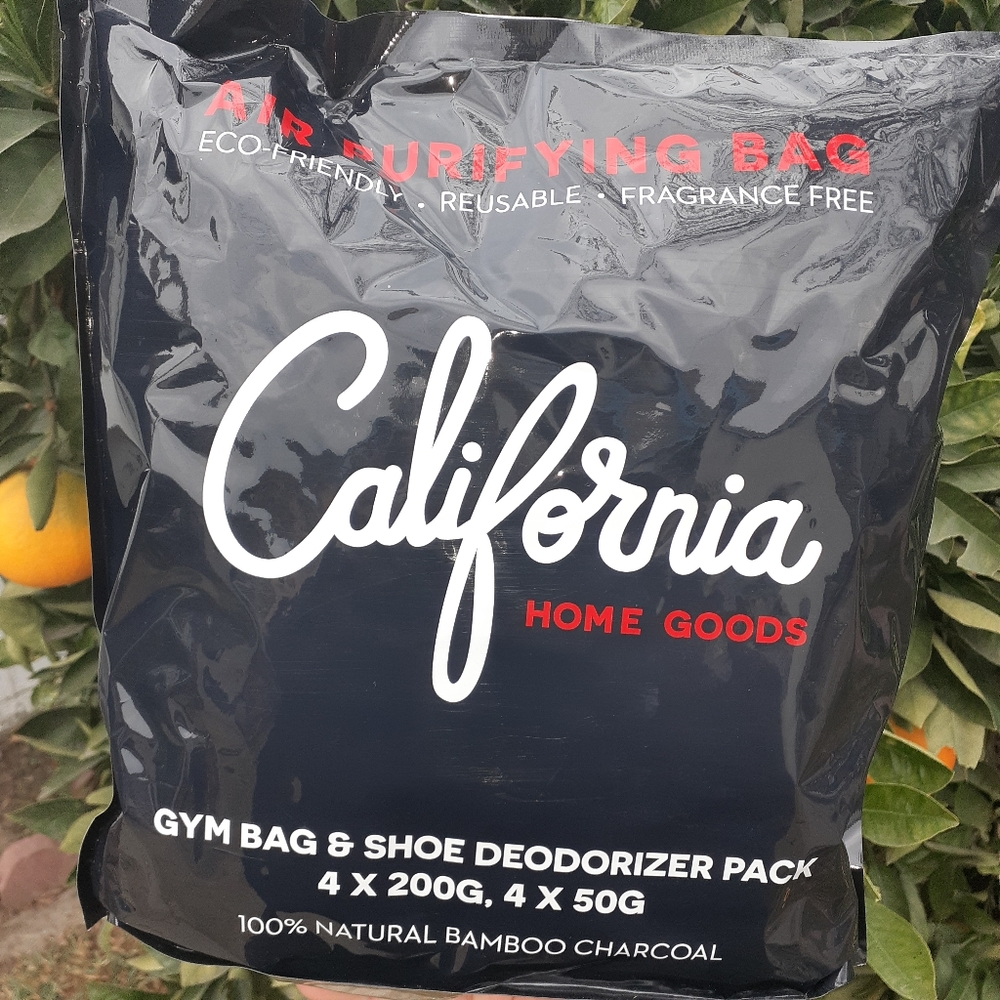 AIR PURIFYING BAG
ECO-FRIENDLY • REUSABLE • FRAGRANCE FREE
California
HOME GOODS
GYM BAG & SHOE DEODORIZER PACK
4 X 200G, 4 X 50G
100% NATURAL BAMBOO CHARCOAL